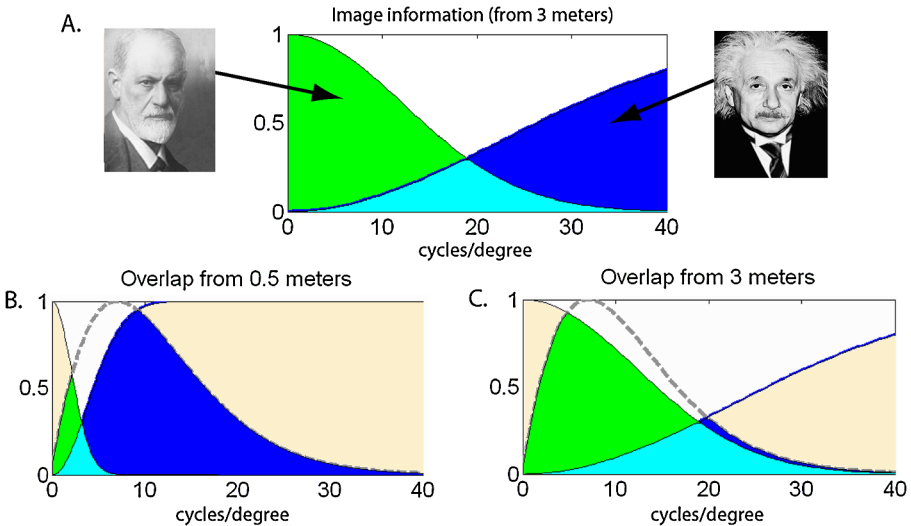 A.
Image information (from 3 meters)
1
0.5
0
0 10 20 30 40
cycles/degree
B.
Overlap from 0.5 meters
1
0.5
0
0 10 20 30 40
cycles/degree
C.
Overlap from 3 meters
1
0.5
0
0 10 20 30 40
cycles/degree